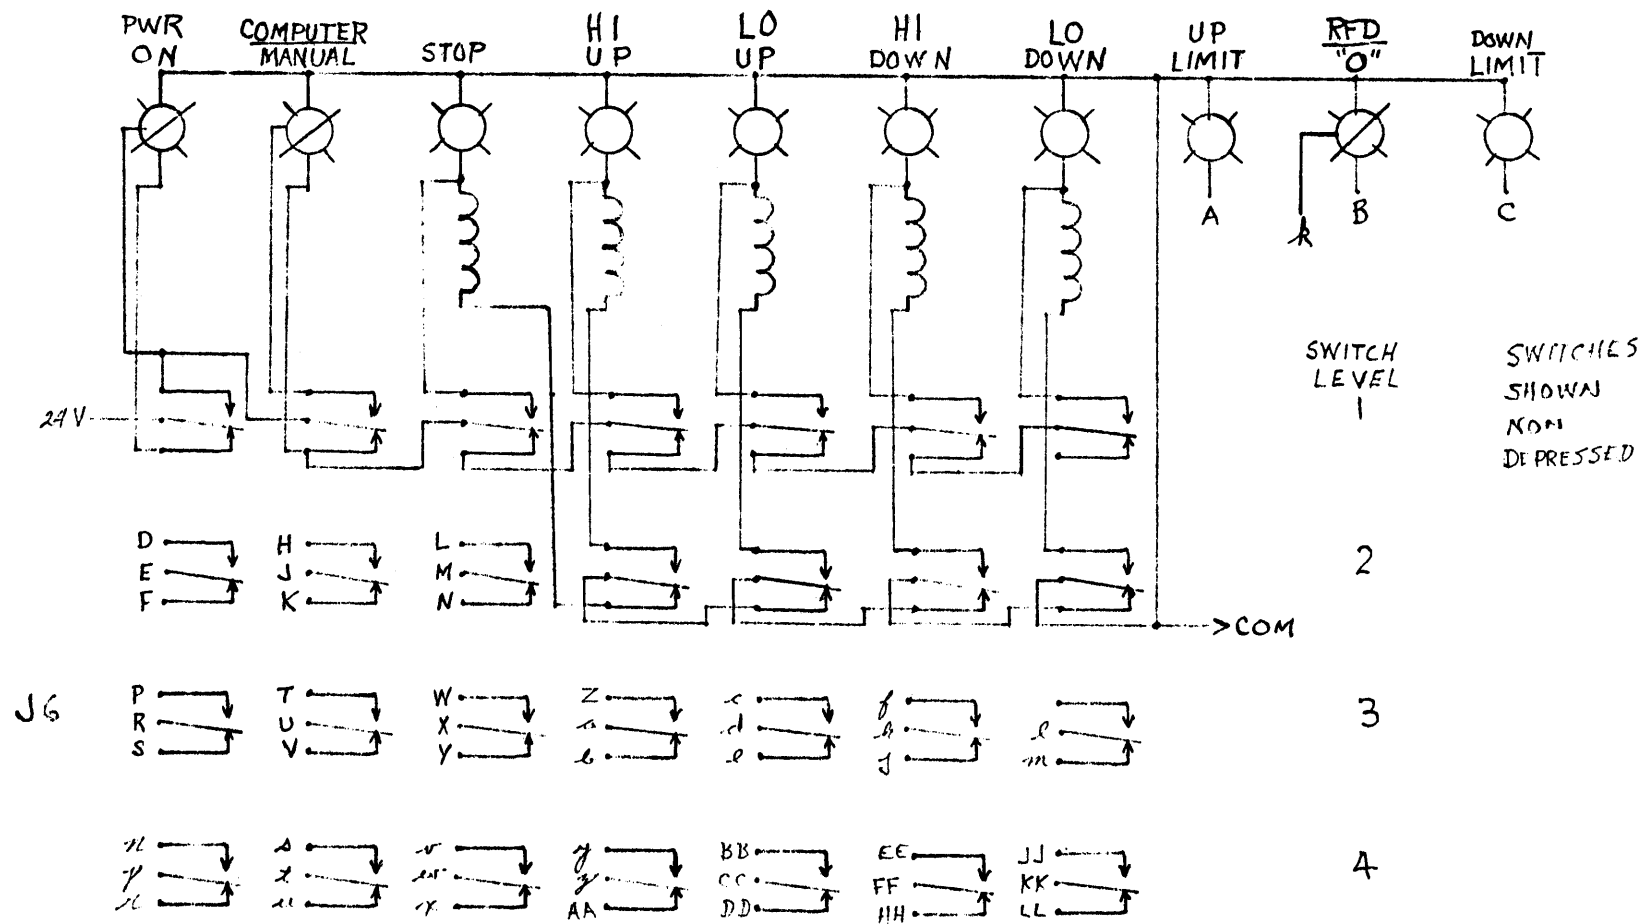 PWR
ON
COMPUTER
MANUAL
STOP
HI
UP
LO
UP
HI
DOWN
LO
DOWN
UP
LIMIT
RFD
"O"
DOWN
LIMIT
A
B
C
k
24V
SWITCH
LEVEL
1
SWITCHES
SHOWN
NON
DEPRESSED
D
E
F
H
J
K
L
M
N
2
COM
J6
P
R
S
T
U
V
W
X
Y
Z
a
b
c
d
e
f
h
j
l
m
3
n
p
r
s
t
u
v
w
x
y
z
AA
BB
CC
DD
EE
FF
HH
JJ
KK
LL
4